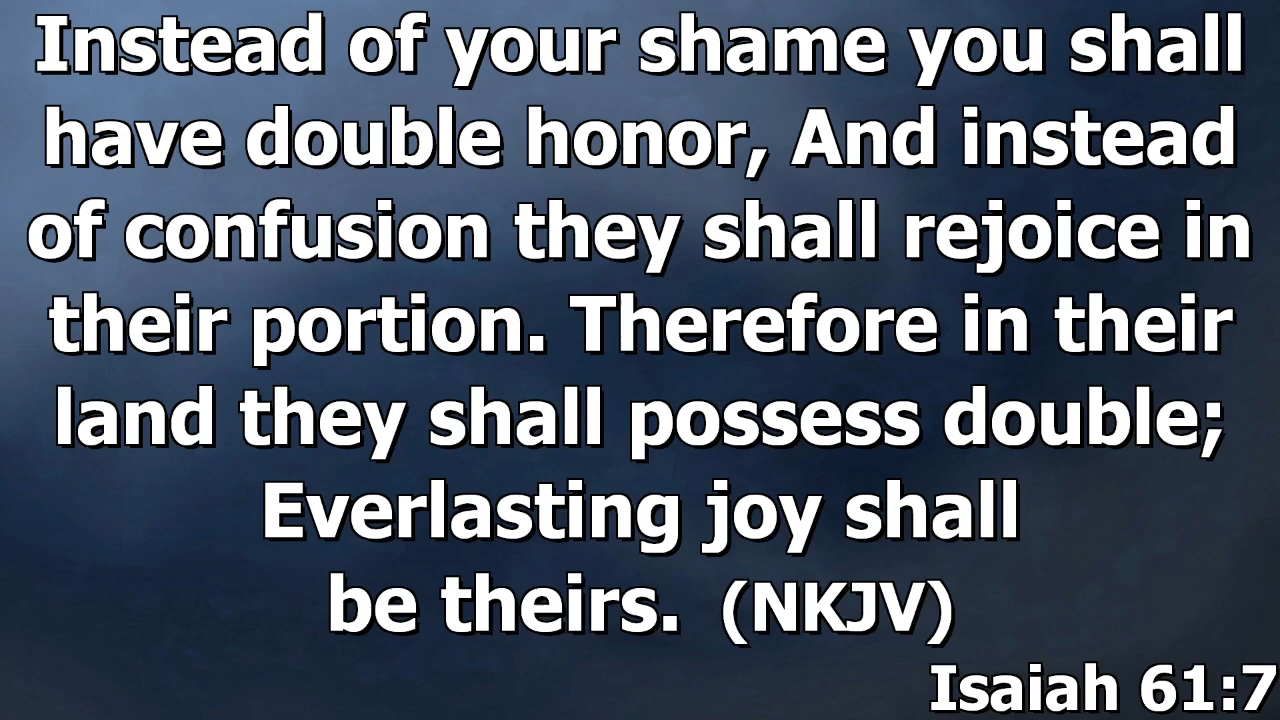 Instead of your shame you shall
have double honor, And instead
of confusion they shall rejoice in
their portion. Therefore in their
land they shall possess double;
Everlasting joy shall
be theirs. (NKJV)
Isaiah 61:7